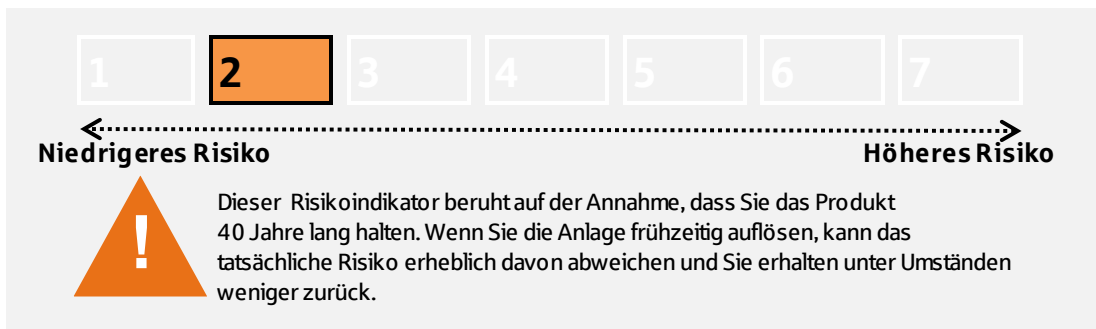 1 2 3 4 5 6 7
Niedrigeres Risiko Höheres Risiko
!
Dieser Risikoindikator beruht auf der Annahme, dass Sie das Produkt
40 Jahre lang halten. Wenn Sie die Anlage frühzeitig auflösen, kann das
tatsächliche Risiko erheblich davon abweichen und Sie erhalten unter Umständen
weniger zurück.